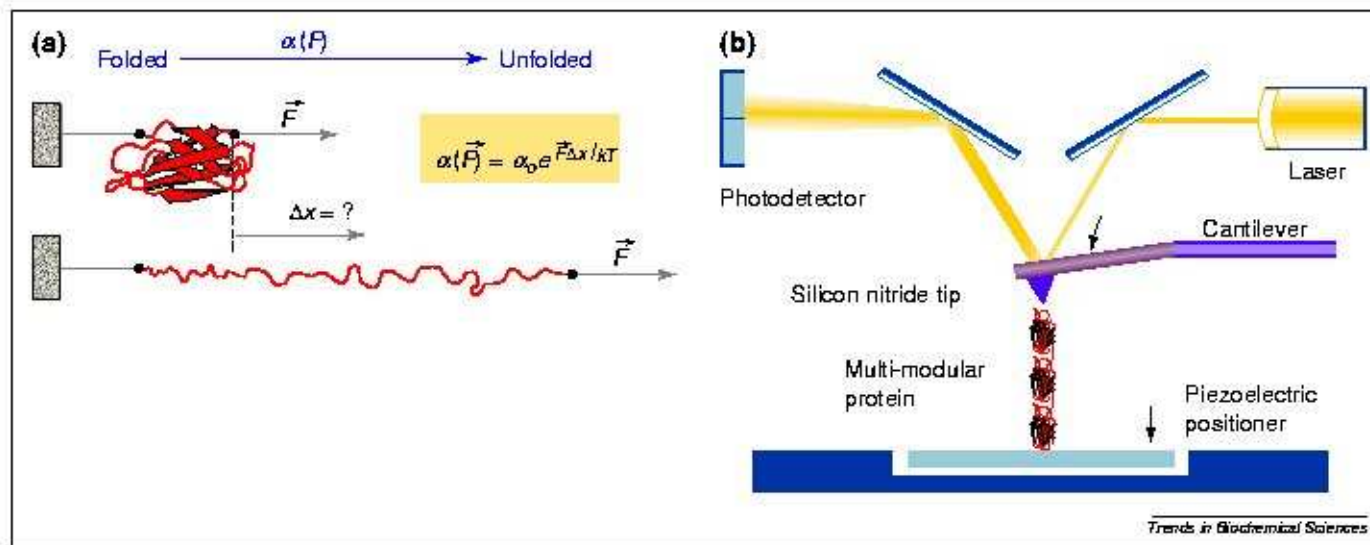 (a)
α(F)
Folded
Unfolded
F⃗
α(F⃗) = α₀e^F⃗Δx/kT
Δx = ?
F⃗
(b)
Photodetector
Laser
Cantilever
Silicon nitride tip
Multi-modular
protein
Piezoelectric
positioner
Trends in Biochemical Sciences